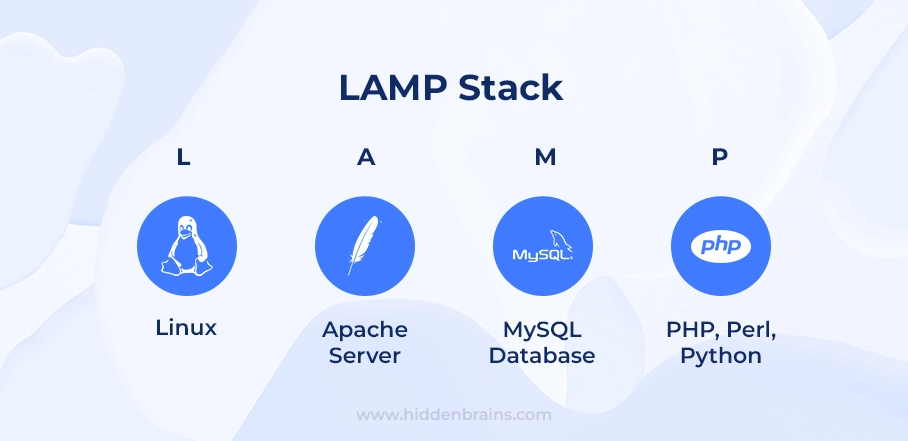 LAMP Stack
L
A
M
P
MySQL
php
Linux
Apache
Server
MySQL
Database
PHP, Perl,
Python
www.hiddenbrains.com